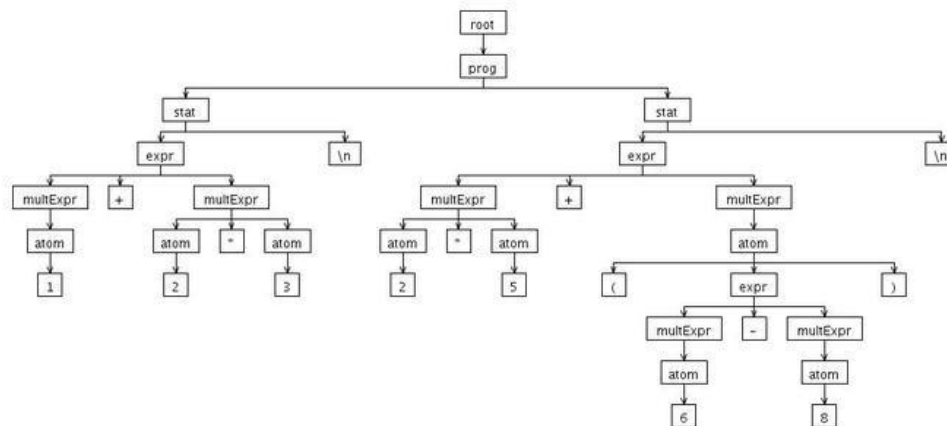 root
prog
stat stat
expr \n expr \n
multExpr + multExpr multExpr + multExpr
atom atom * atom atom * atom atom
1 2 3 2 5 ( expr )
multExpr - multExpr
atom atom
6 8